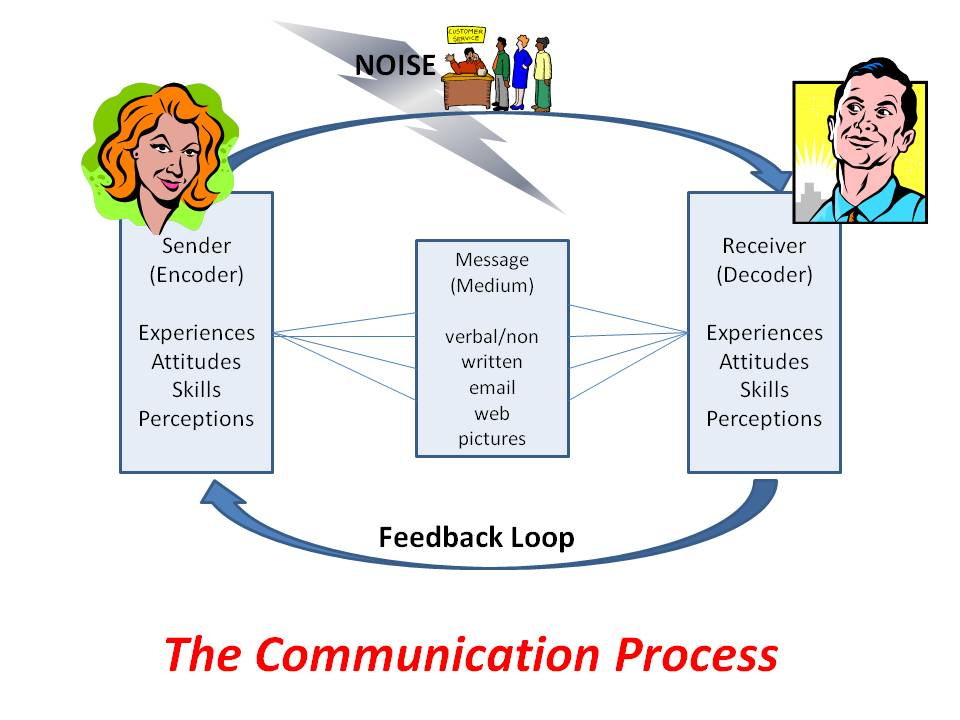 CUSTOMER
SERVICE
NOISE
Sender
(Encoder)
Experiences
Attitudes
Skills
Perceptions
Message
(Medium)
verbal/non
written
email
web
pictures
Receiver
(Decoder)
Experiences
Attitudes
Skills
Perceptions
Feedback Loop
The Communication Process